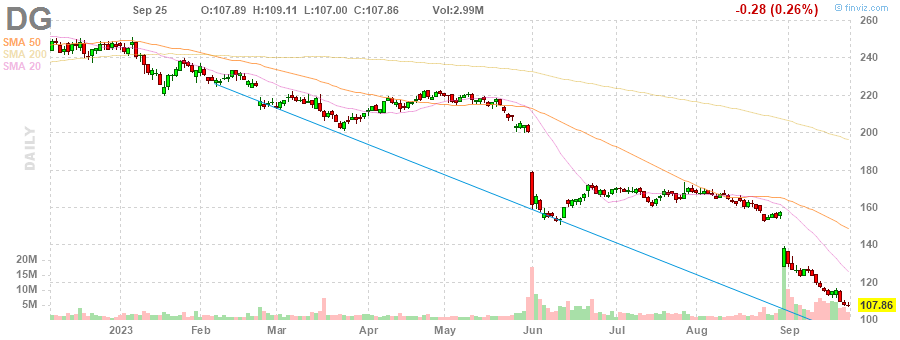 DG
Sep 25 O:107.89 H:109.11 L:107.00 C:107.86 Vol:2.99M
-0.28 (0.26%)
© finviz.com
SMA 50
SMA 200
SMA 20
DAILY
260
240
220
200
180
160
140
120
107.86
100
20M
15M
10M
5M
2023 Feb Mar Apr May Jun Jul Aug Sep